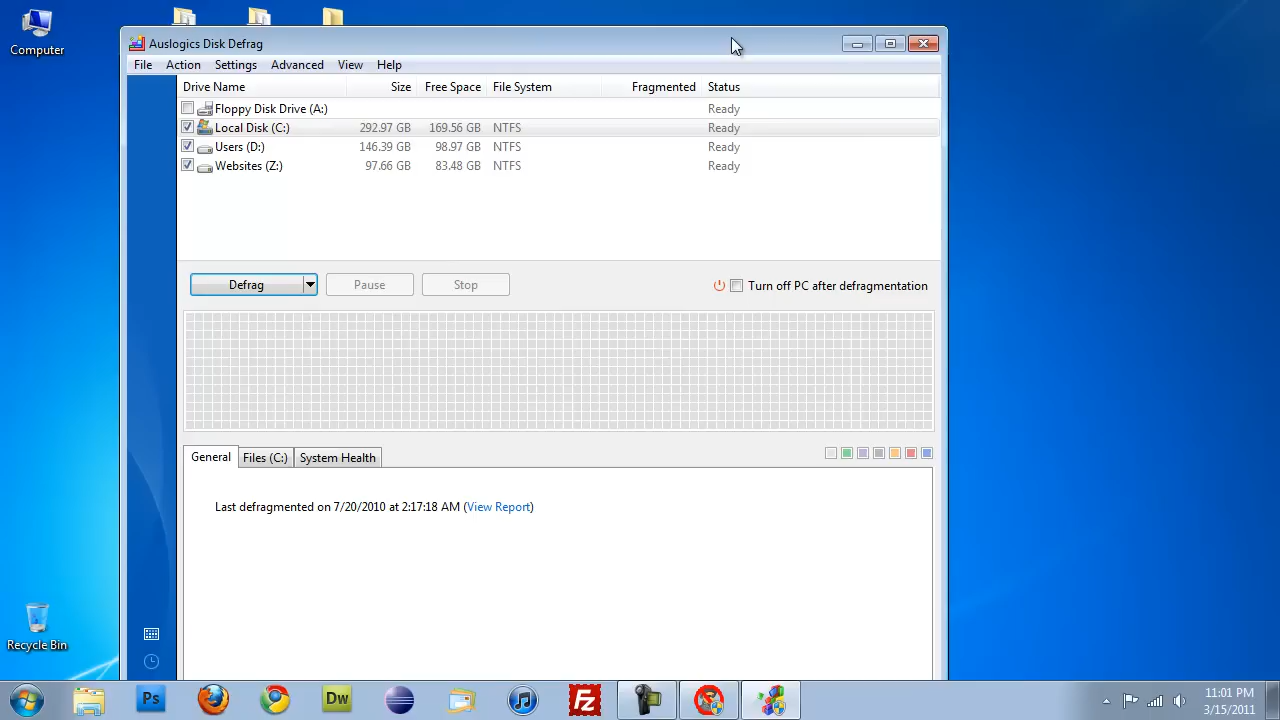 Computer
Auslogics Disk Defrag
File Action Settings Advanced View Help
Drive Name Size Free Space File System Fragmented Status
Floppy Disk Drive (A:) Ready
Local Disk (C:) 292.97 GB 169.56 GB NTFS Ready
Users (D:) 146.39 GB 98.97 GB NTFS Ready
Websites (Z:) 97.66 GB 83.48 GB NTFS Ready
Defrag Pause Stop Turn off PC after defragmentation
General Files (C:) System Health
Last defragmented on 7/20/2010 at 2:17:18 AM (View Report)
Recycle Bin
Ps Dw Fz
11:01 PM
3/15/2011